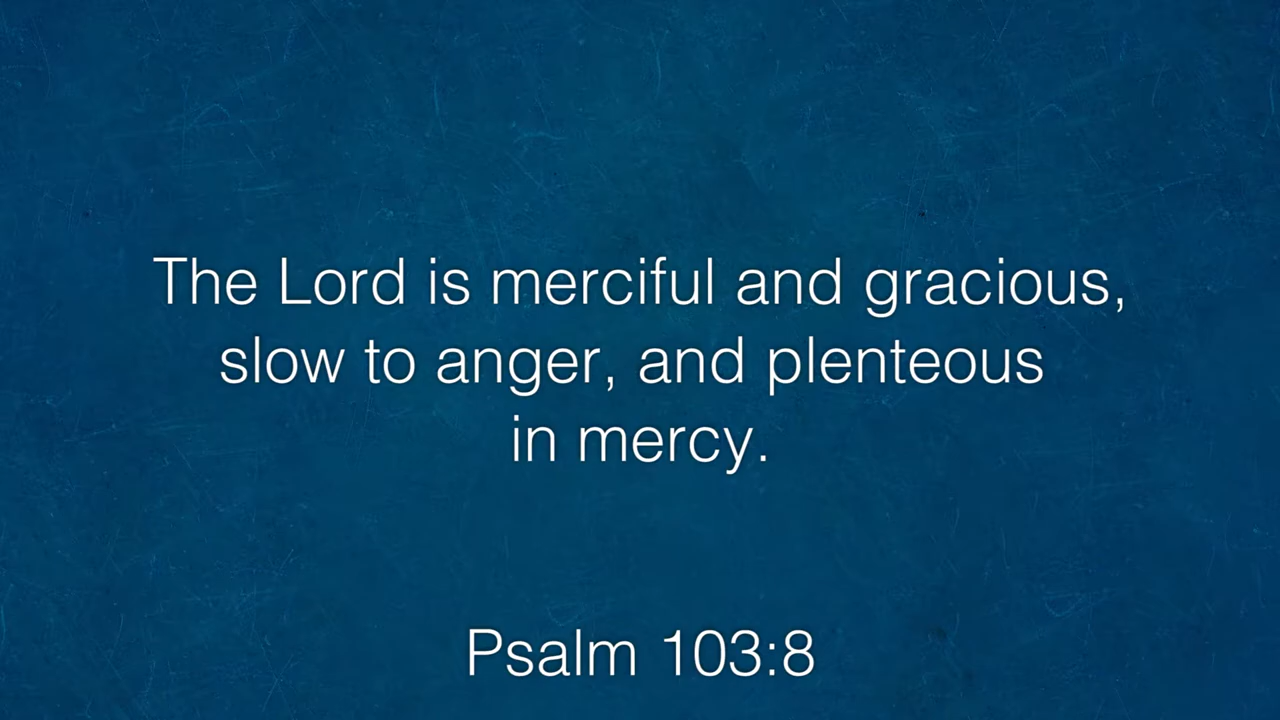 The Lord is merciful and gracious,
slow to anger, and plenteous
in mercy.
Psalm 103:8